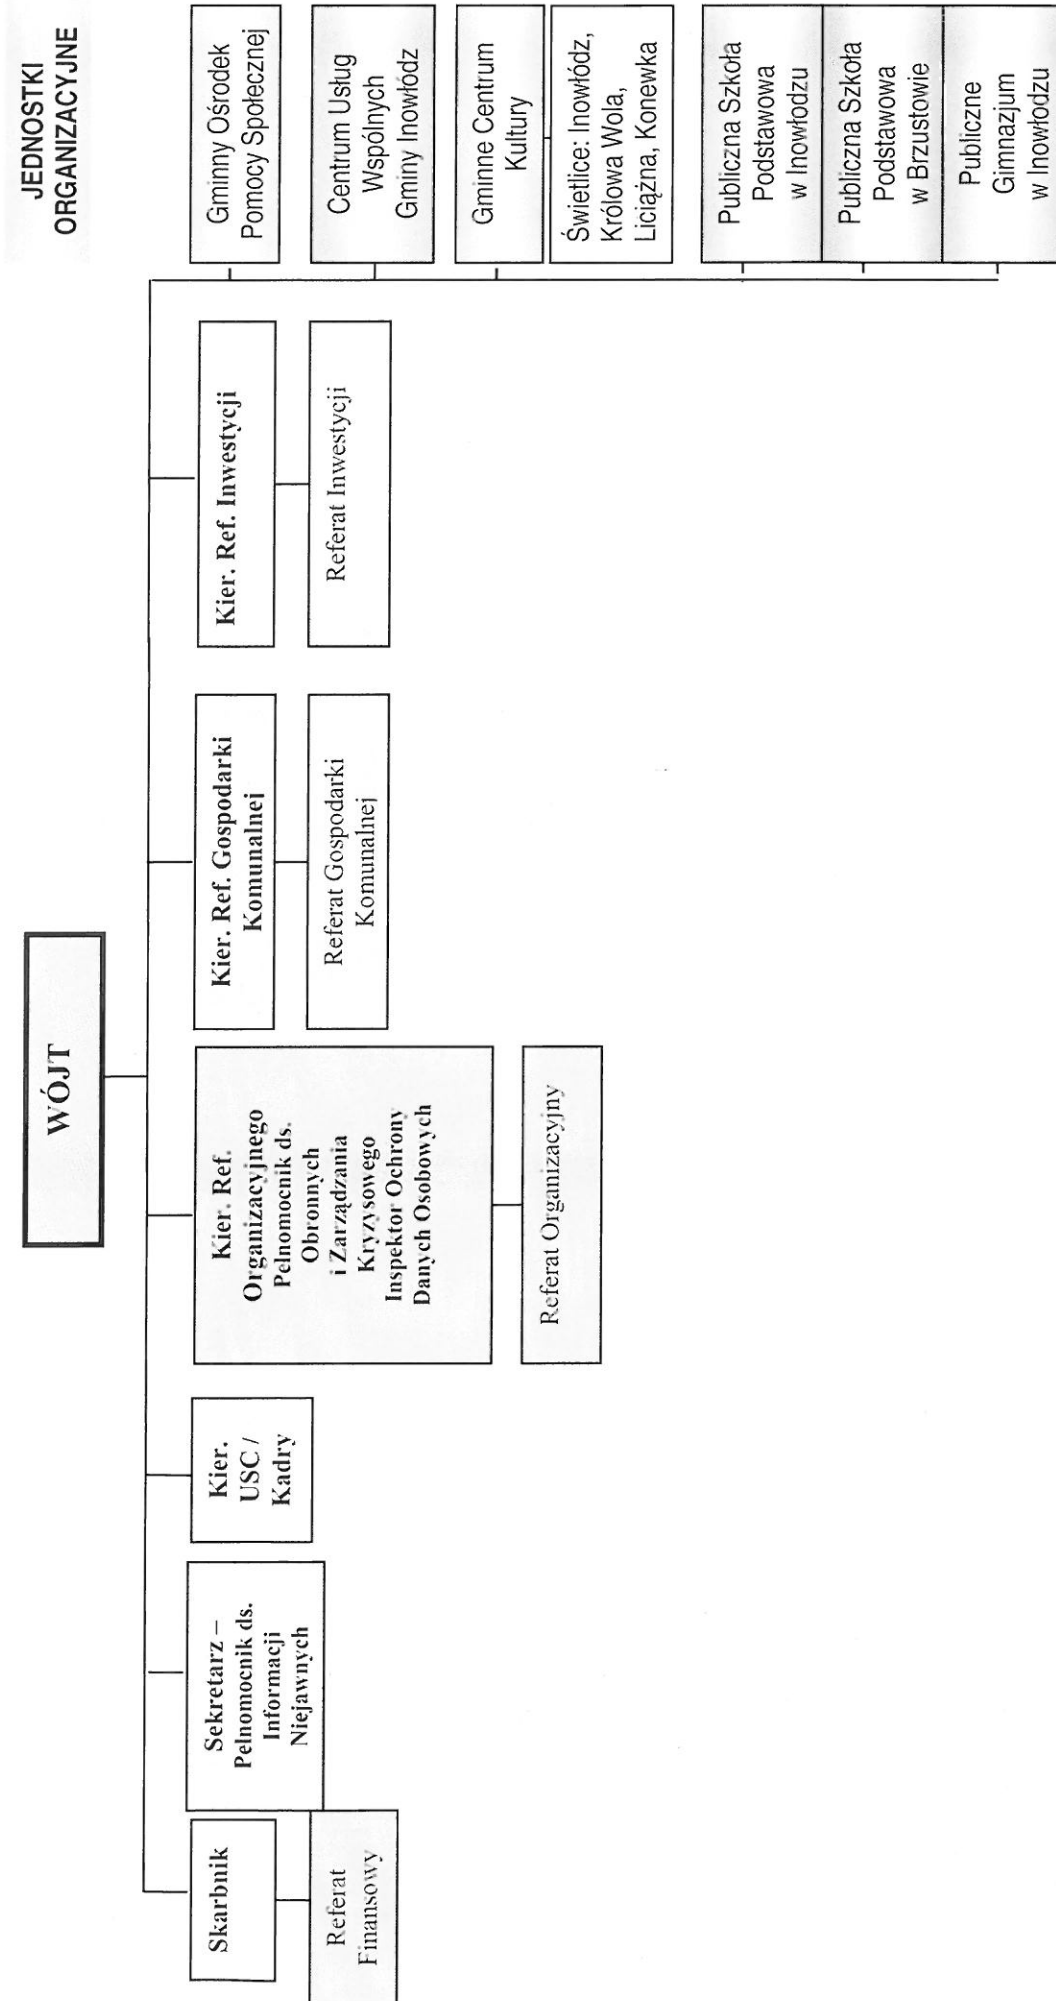 WÓJT
JEDNOSTKI
ORGANIZACYJNE
Skarbnik
Referat
Finansowy
Sekretarz –
Pełnomocnik ds.
Informacji
Niejawnych
Kier.
USC /
Kadry
Kier. Ref.
Organizacyjnego
Pełnomocnik ds.
Obronnych
i Zarządzania
Kryzysowego
Inspektor Ochrony
Danych Osobowych
Referat Organizacyjny
Kier. Ref. Gospodarki
Komunalnej
Referat Gospodarki
Komunalnej
Kier. Ref. Inwestycji
Referat Inwestycji
Gminny Ośrodek
Pomocy Społecznej
Centrum Usług
Wspólnych
Gminy Inowłódz
Gminne Centrum
Kultury
Świetlice: Inowłódz,
Królowa Wola,
Liciążna, Konewka
Publiczna Szkoła
Podstawowa
w Inowłodzu
Publiczna Szkoła
Podstawowa
w Brzustowie
Publiczne
Gimnazjum
w Inowłodzu